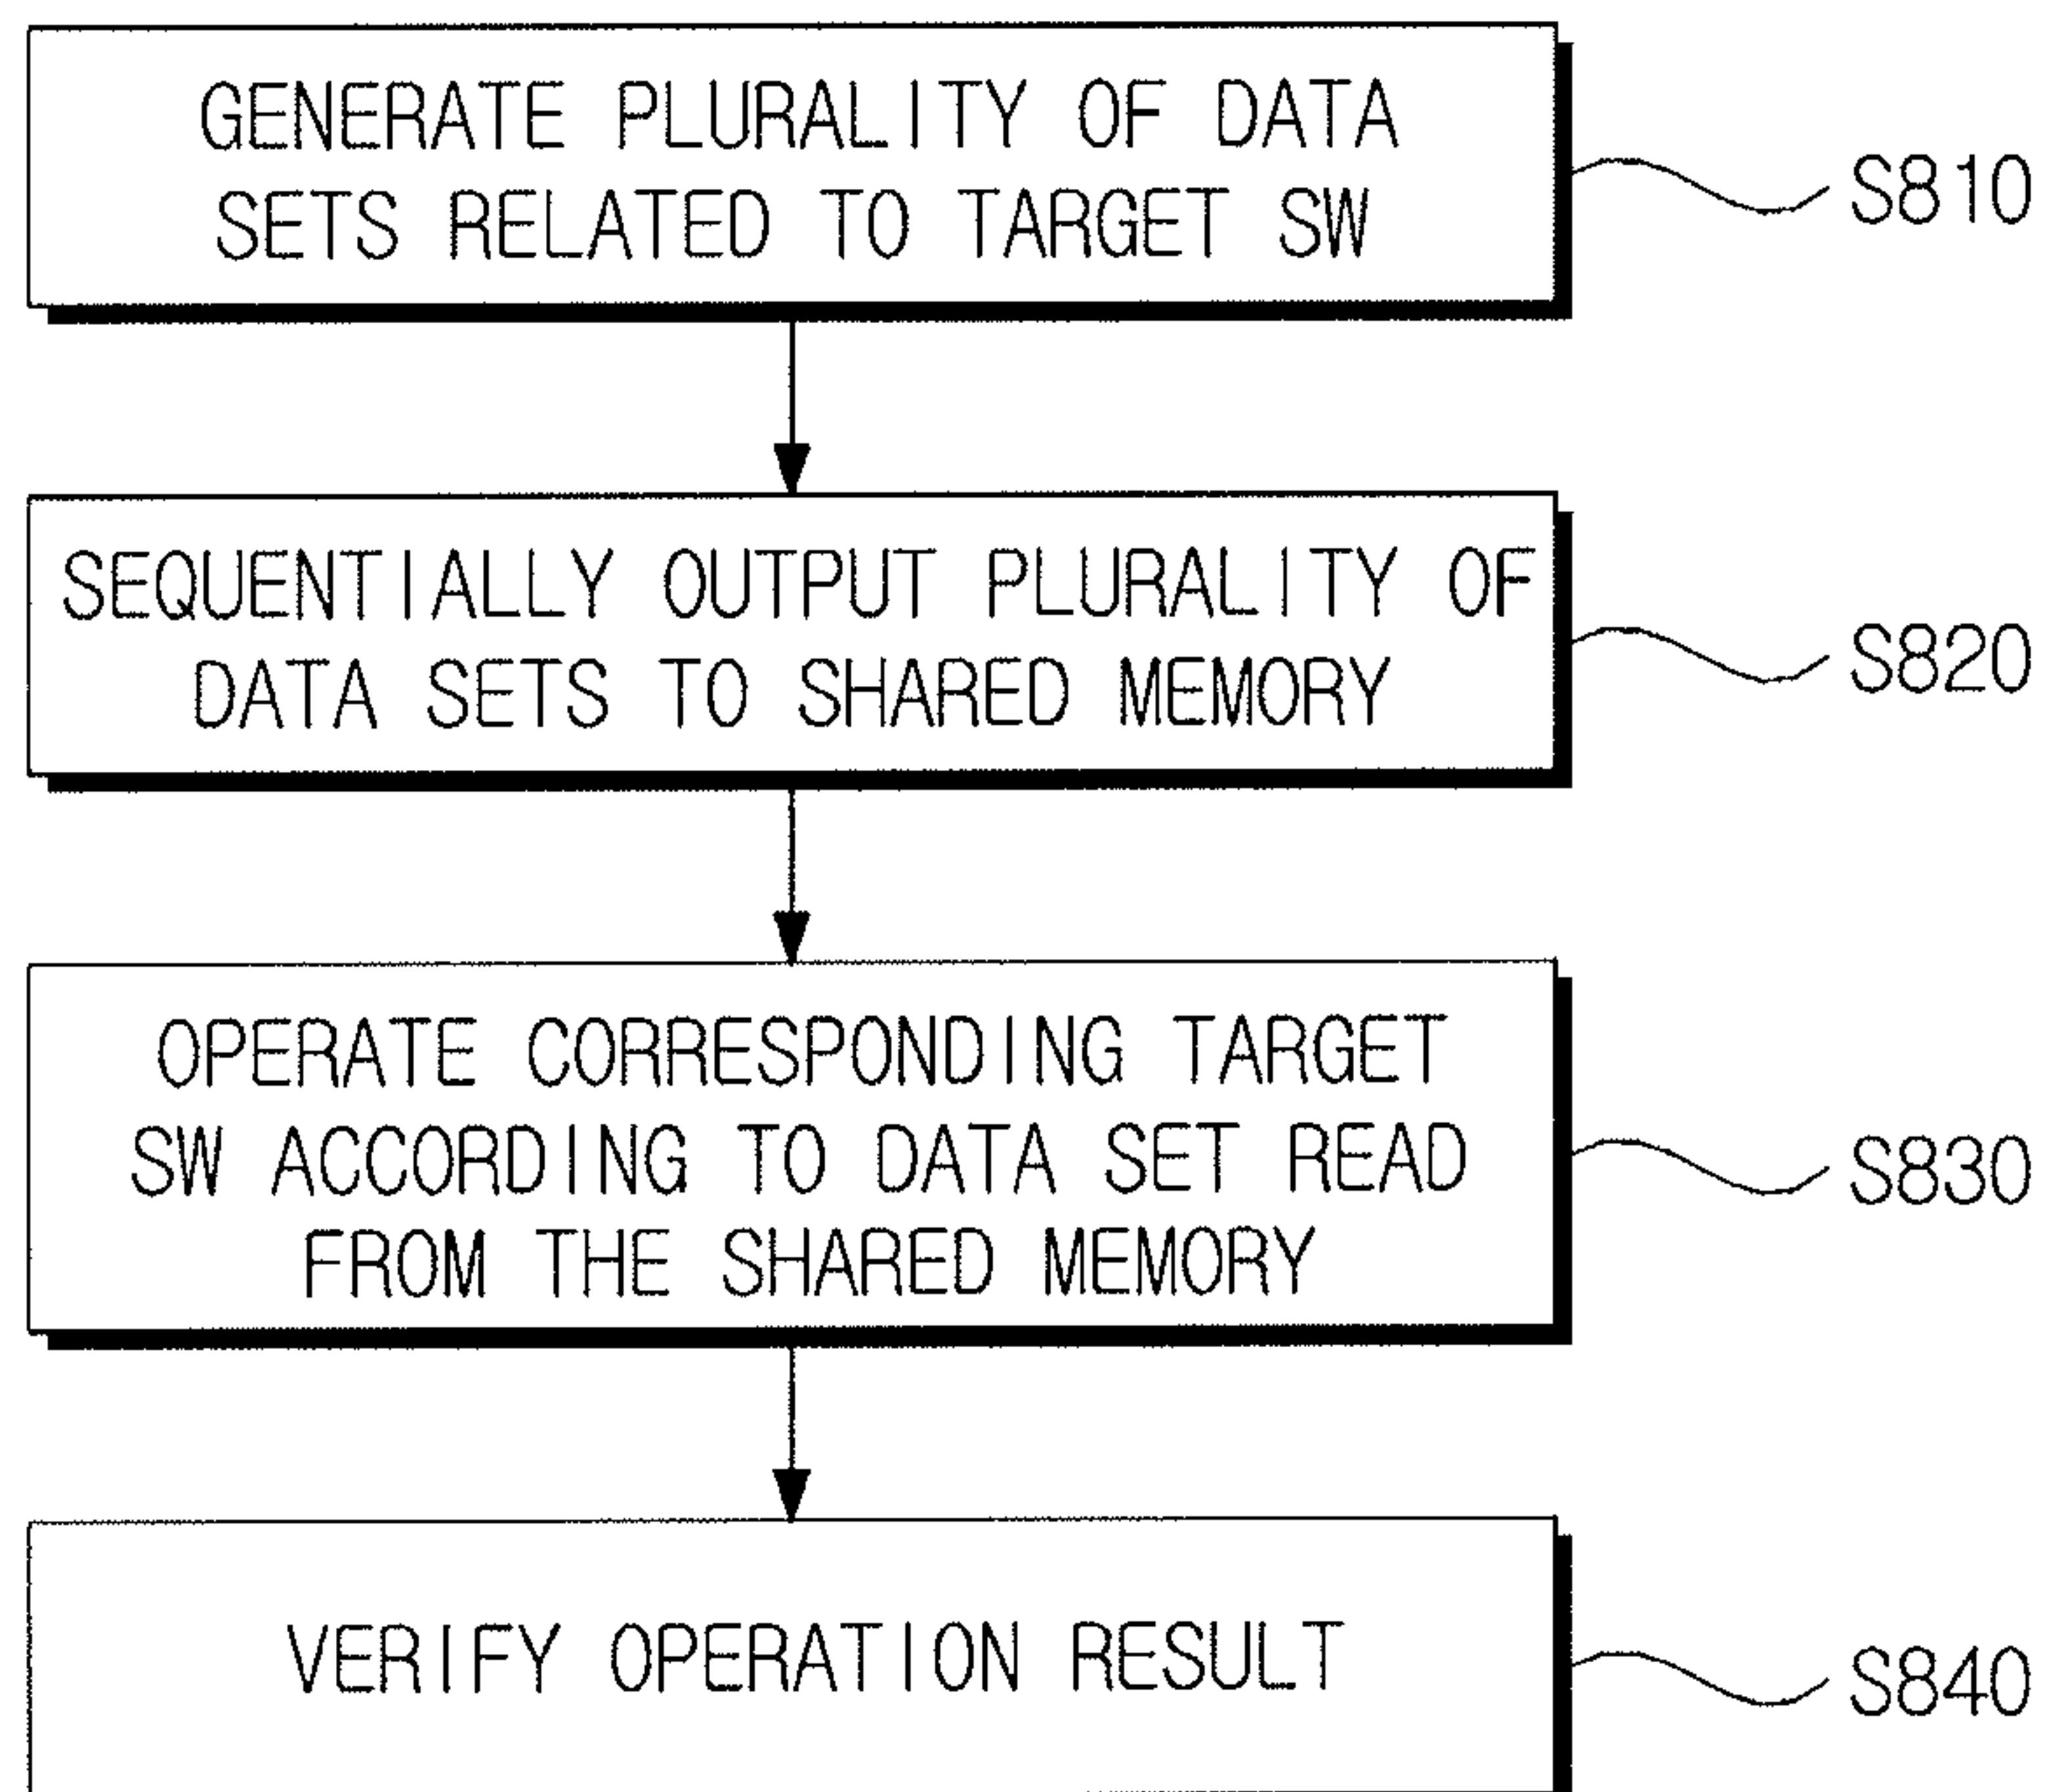 GENERATE PLURALITY OF DATA
SETS RELATED TO TARGET SW
S810
SEQUENTIALLY OUTPUT PLURALITY OF
DATA SETS TO SHARED MEMORY
S820
OPERATE CORRESPONDING TARGET
SW ACCORDING TO DATA SET READ
FROM THE SHARED MEMORY
S830
VERIFY OPERATION RESULT
S840